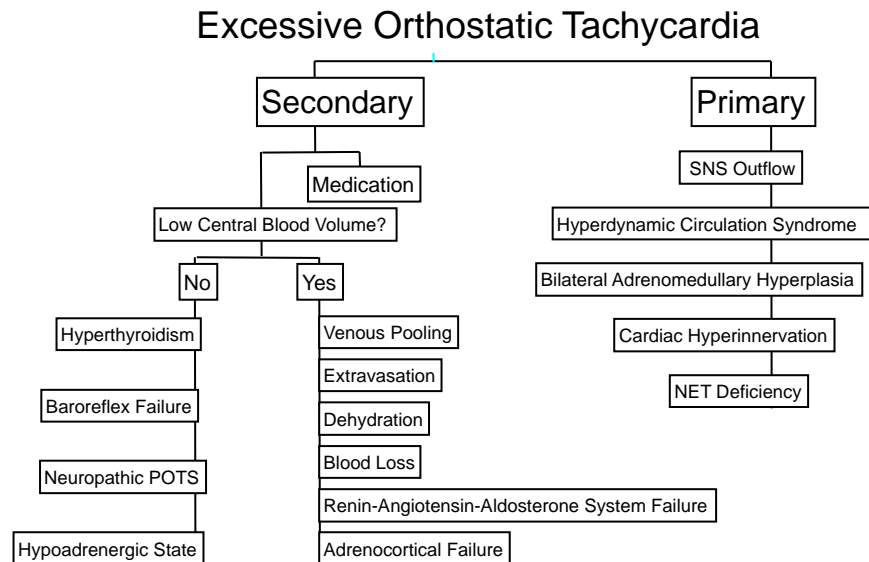 Excessive Orthostatic Tachycardia
Secondary
Primary
SNS Outflow
Medication
Low Central Blood Volume?
Hyperdynamic Circulation Syndrome
No
Yes
Bilateral Adrenomedullary Hyperplasia
Hyperthyroidism
Venous Pooling
Cardiac Hyperinnervation
Extravasation
NET Deficiency
Baroreflex Failure
Dehydration
Blood Loss
Neuropathic POTS
Renin-Angiotensin-Aldosterone System Failure
Hypoadrenergic State
Adrenocortical Failure